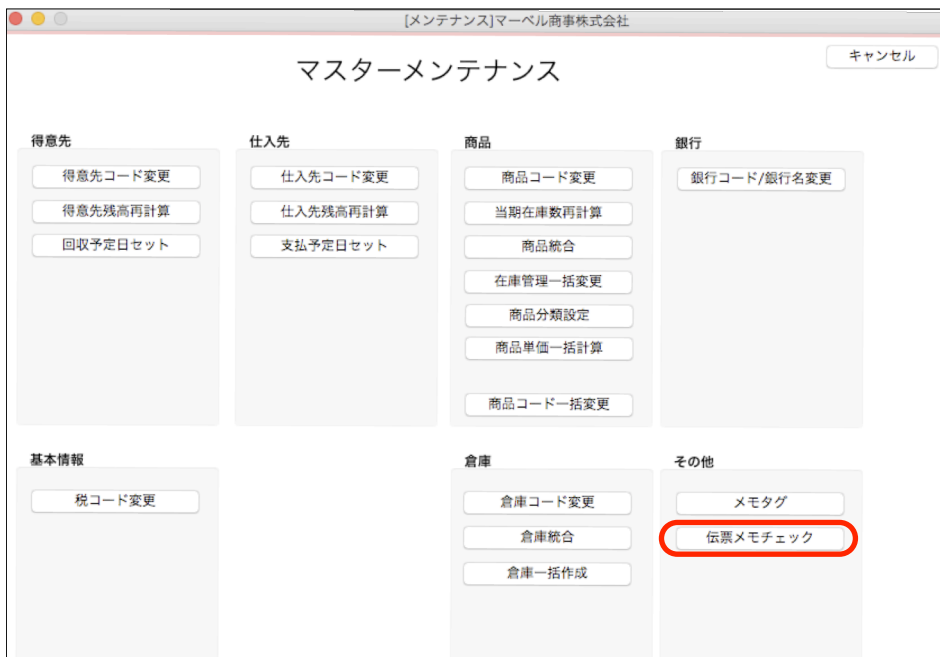 [メンテナンス]マーベル商事株式会社
マスターメンテナンス
キャンセル
得意先
得意先コード変更
得意先残高再計算
回収予定日セット
仕入先
仕入先コード変更
仕入先残高再計算
支払予定日セット
商品
商品コード変更
当期在庫数再計算
商品統合
在庫管理一括変更
商品分類設定
商品単価一括計算
商品コード一括変更
銀行
銀行コード/銀行名変更
基本情報
税コード変更
倉庫
倉庫コード変更
倉庫統合
倉庫一括作成
その他
メモタグ
伝票メモチェック